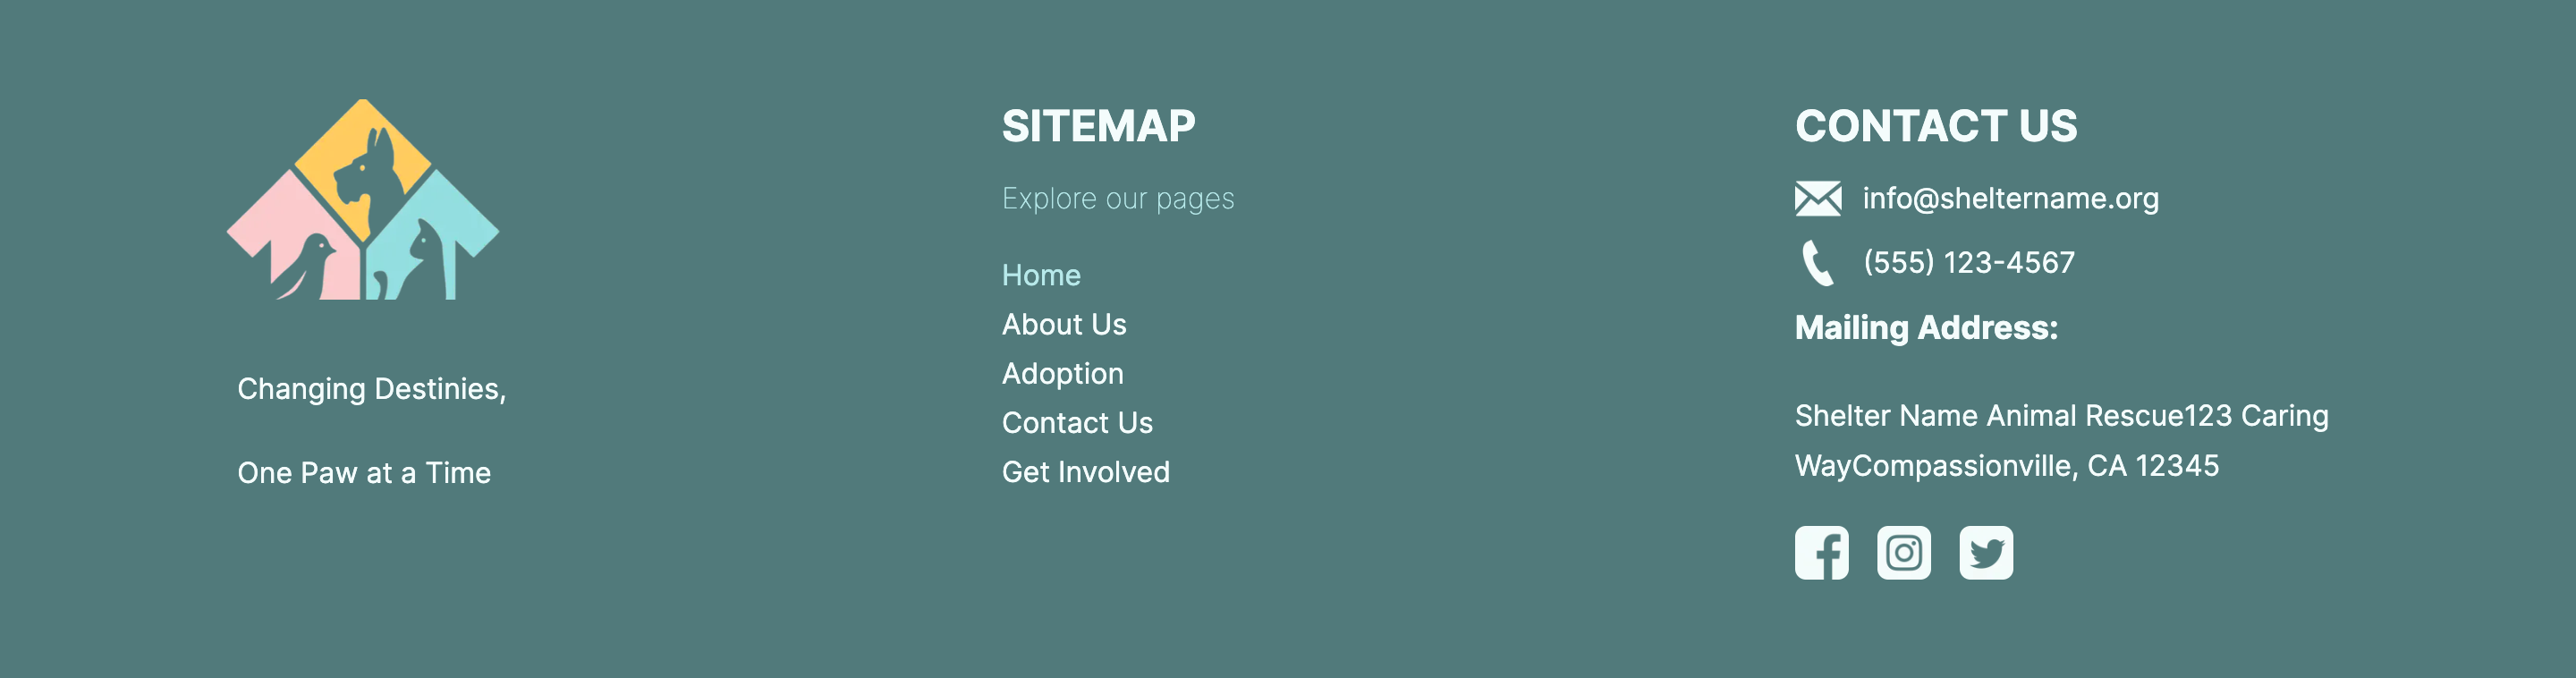 Changing Destinies,
One Paw at a Time
SITEMAP
Explore our pages
Home
About Us
Adoption
Contact Us
Get Involved
CONTACT US
info@sheltername.org
(555) 123-4567
Mailing Address:
Shelter Name Animal Rescue123 Caring
WayCompassionville, CA 12345